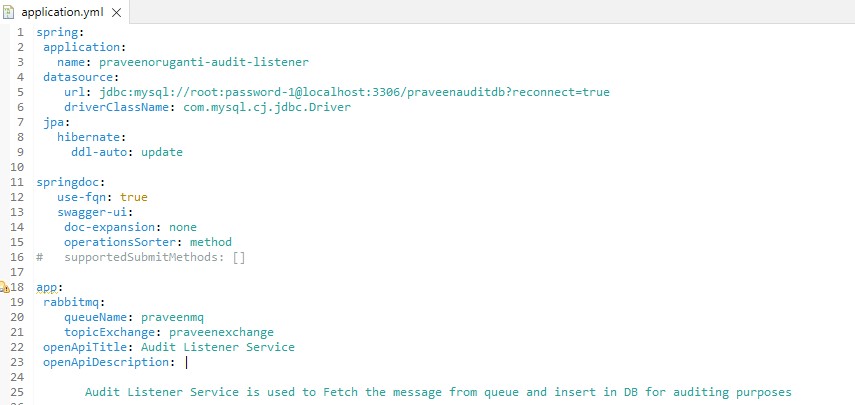 application.yml
1 spring:
2  application:
3    name: praveenoruganti-audit-listener
4  datasource:
5     url: jdbc:mysql://root:password-1@localhost:3306/praveenauditdb?reconnect=true
6     driverClassName: com.mysql.cj.jdbc.Driver
7  jpa:
8    hibernate:
9      ddl-auto: update
10
11 springdoc:
12    use-fqn: true
13    swagger-ui:
14     doc-expansion: none
15     operationsSorter: method
16 #   supportedSubmitMethods: []
17
18 app:
19  rabbitmq:
20     queueName: praveenmq
21     topicExchange: praveenexchange
22  openApiTitle: Audit Listener Service
23  openApiDescription: |
24
25        Audit Listener Service is used to Fetch the message from queue and insert in DB for auditing purposes